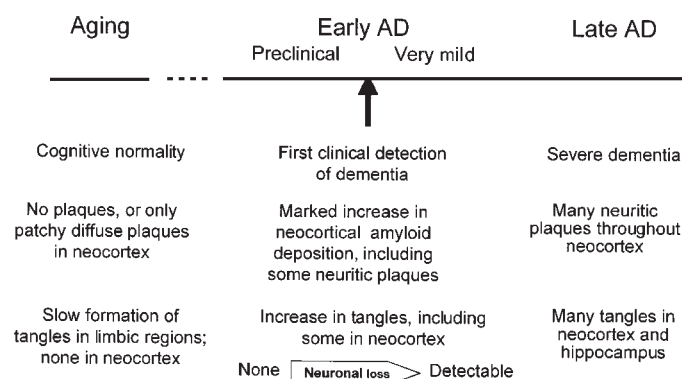 Aging Early AD Late AD
Preclinical Very mild
Cognitive normality
First clinical detection
of dementia
Severe dementia
No plaques, or only
patchy diffuse plaques
in neocortex
Marked increase in
neocortical amyloid
deposition, including
some neuritic plaques
Many neuritic
plaques throughout
neocortex
Slow formation of
tangles in limbic regions;
none in neocortex
Increase in tangles, including
some in neocortex
Many tangles in
neocortex and
hippocampus
None Neuronal loss Detectable